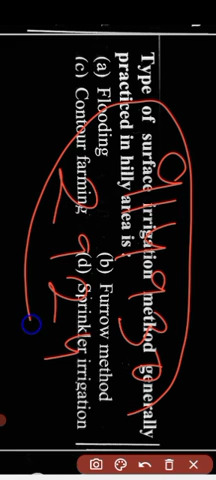 Type of surface irrigation method generally
practiced in hilly area is :
(a) Flooding (b) Furrow method
(c) Contour farming (d) Sprinkler irrigation